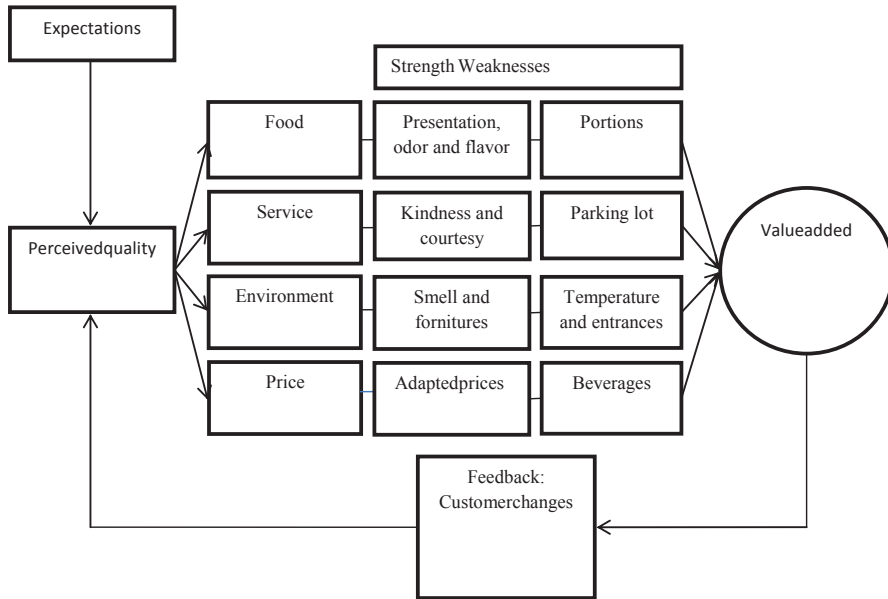 Expectations
Strength Weaknesses
Food
Presentation,
odor and flavor
Portions
Service
Kindness and
courtesy
Parking lot
Perceivedquality
Valueadded
Environment
Smell and
fornitures
Temperature
and entrances
Price
Adaptedprices
Beverages
Feedback:
Customerchanges